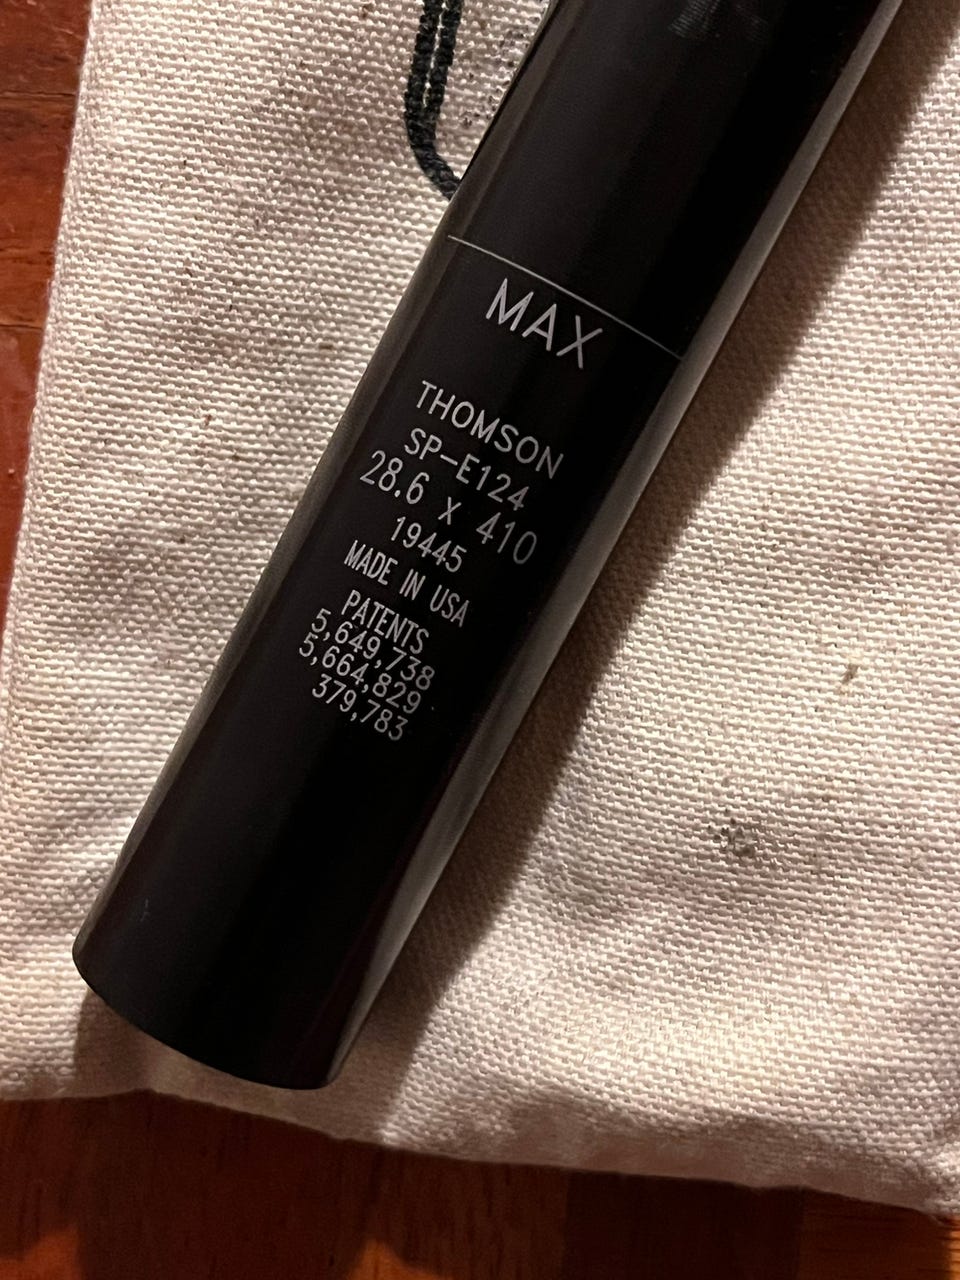 MAX
THOMSON
SP-E124
28.6 x 410
19445
MADE IN USA
PATENTS
5,649,738
5,664,829
379,783